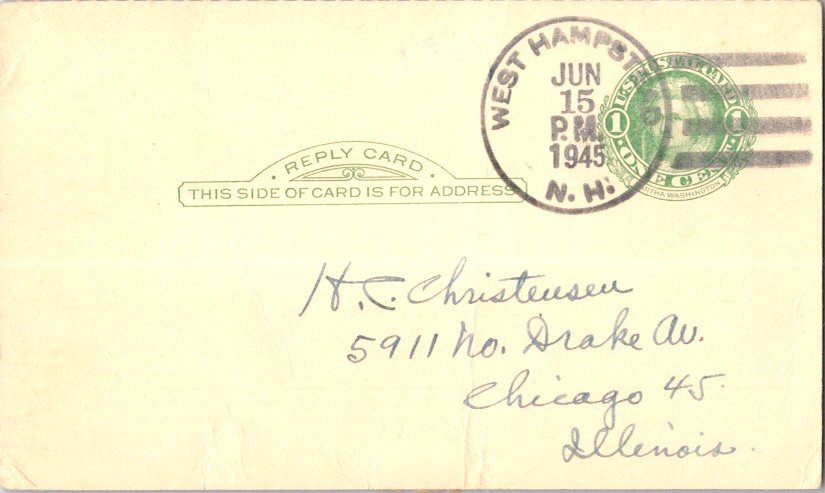 WEST HAMPST
JUN
15
P.M.
1945
N. H.
U.S. POSTAL CARD
1 1
ONE CENT
MARTHA WASHINGTON
REPLY CARD
THIS SIDE OF CARD IS FOR ADDRESS
H. C. Christensen
5911 No. Drake Av.
Chicago 45
Illinois.